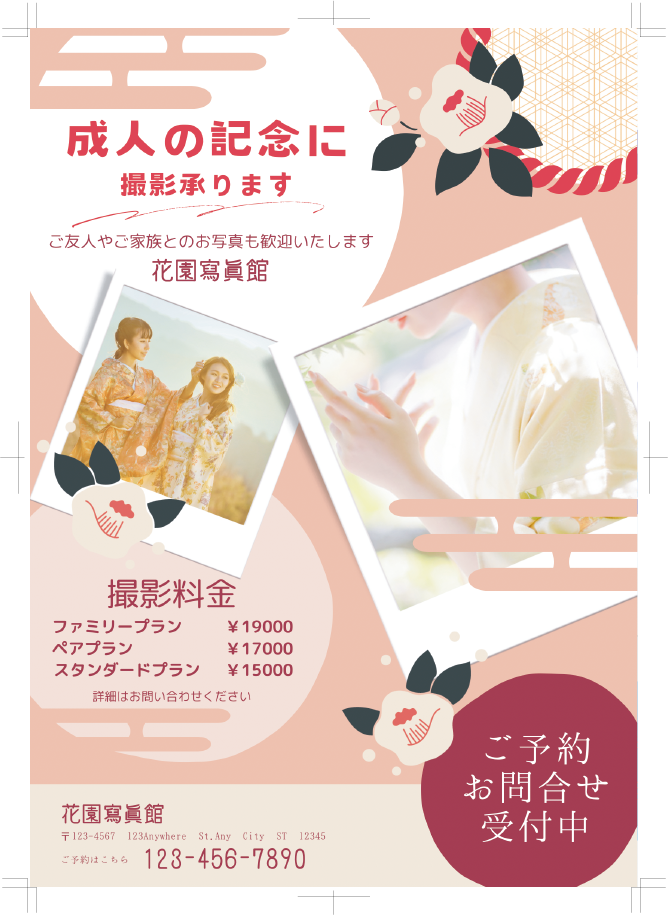 成人の記念に
撮影承ります
ご友人やご家族とのお写真も歓迎いたします
花園寫眞館
撮影料金
ファミリープラン ￥19000
ペアプラン ￥17000
スタンダードプラン ￥15000
詳細はお問い合わせください
ご予約
お問合せ
受付中
花園寫眞館
〒123-4567 123Anywhere St.Any City ST 12345
ご予約はこちら 123-456-7890